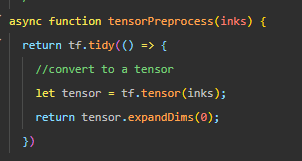 async function tensorPreprocess(inks) {
return tf.tidy(() => {
//convert to a tensor
let tensor = tf.tensor(inks);
return tensor.expandDims(0);
})